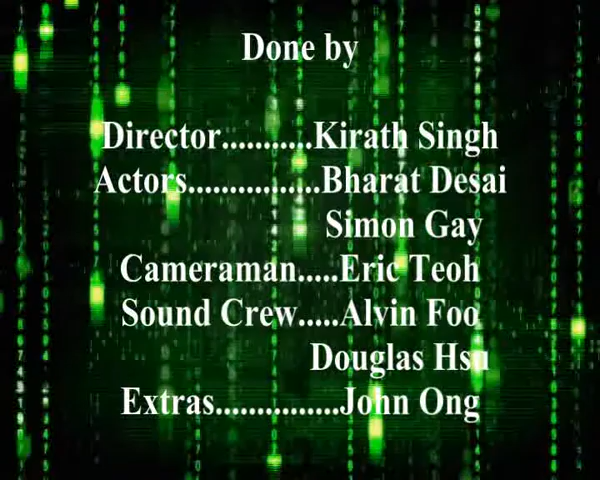 Done by
Director...........Kirath Singh
Actors................Bharat Desai
Simon Gay
Cameraman.....Eric Teoh
Sound Crew.....Alvin Foo
Douglas Hsu
Extras...............John Ong